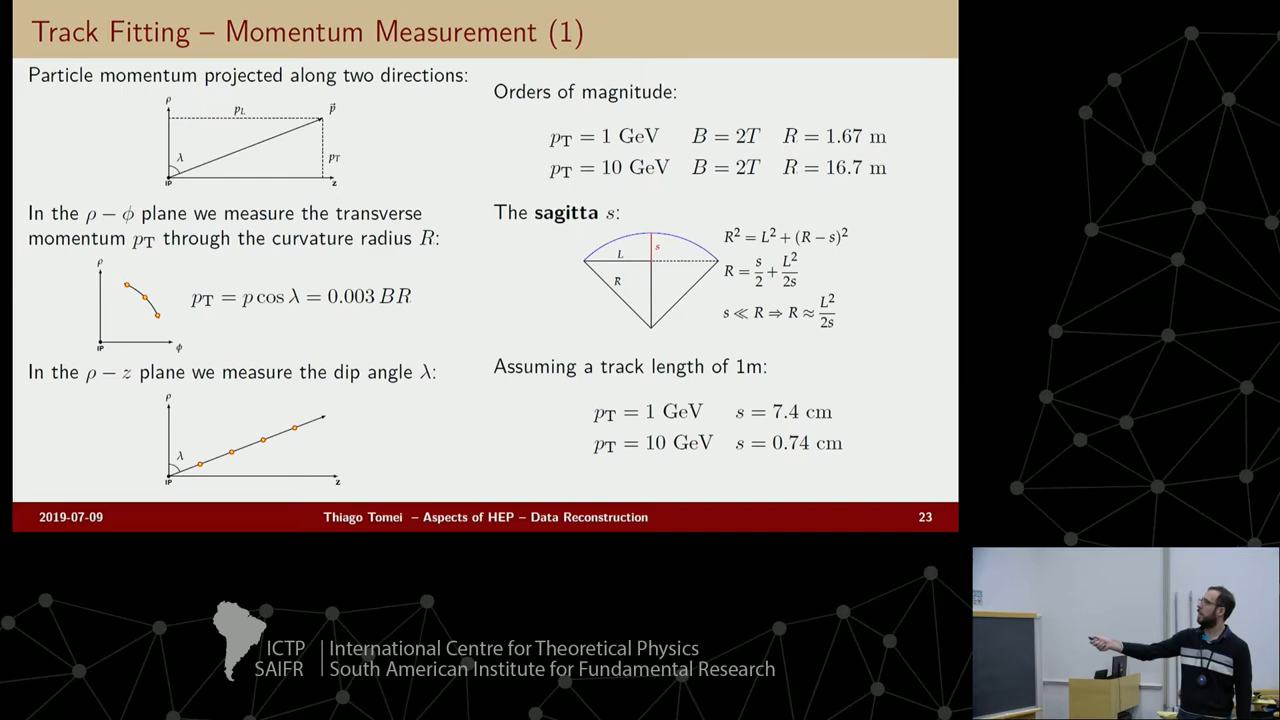 Track Fitting – Momentum Measurement (1)
Particle momentum projected along two directions:
ρ
p_L
p⃗
λ
p_T
IP
z
In the ρ − ϕ plane we measure the transverse
momentum p_T through the curvature radius R:
ρ
p_T = p cos λ = 0.003 BR
IP
ϕ
In the ρ − z plane we measure the dip angle λ:
ρ
λ
IP
z
Orders of magnitude:
p_T = 1 GeV B = 2T R = 1.67 m
p_T = 10 GeV B = 2T R = 16.7 m
The sagitta s:
s
L
R
R² = L² + (R − s)²
R = s/2 + L²/2s
s ≪ R ⇒ R ≈ L²/2s
Assuming a track length of 1m:
p_T = 1 GeV s = 7.4 cm
p_T = 10 GeV s = 0.74 cm
2019-07-09 Thiago Tomei – Aspects of HEP – Data Reconstruction 23
ICTP International Centre for Theoretical Physics
SAIFR South American Institute for Fundamental Research